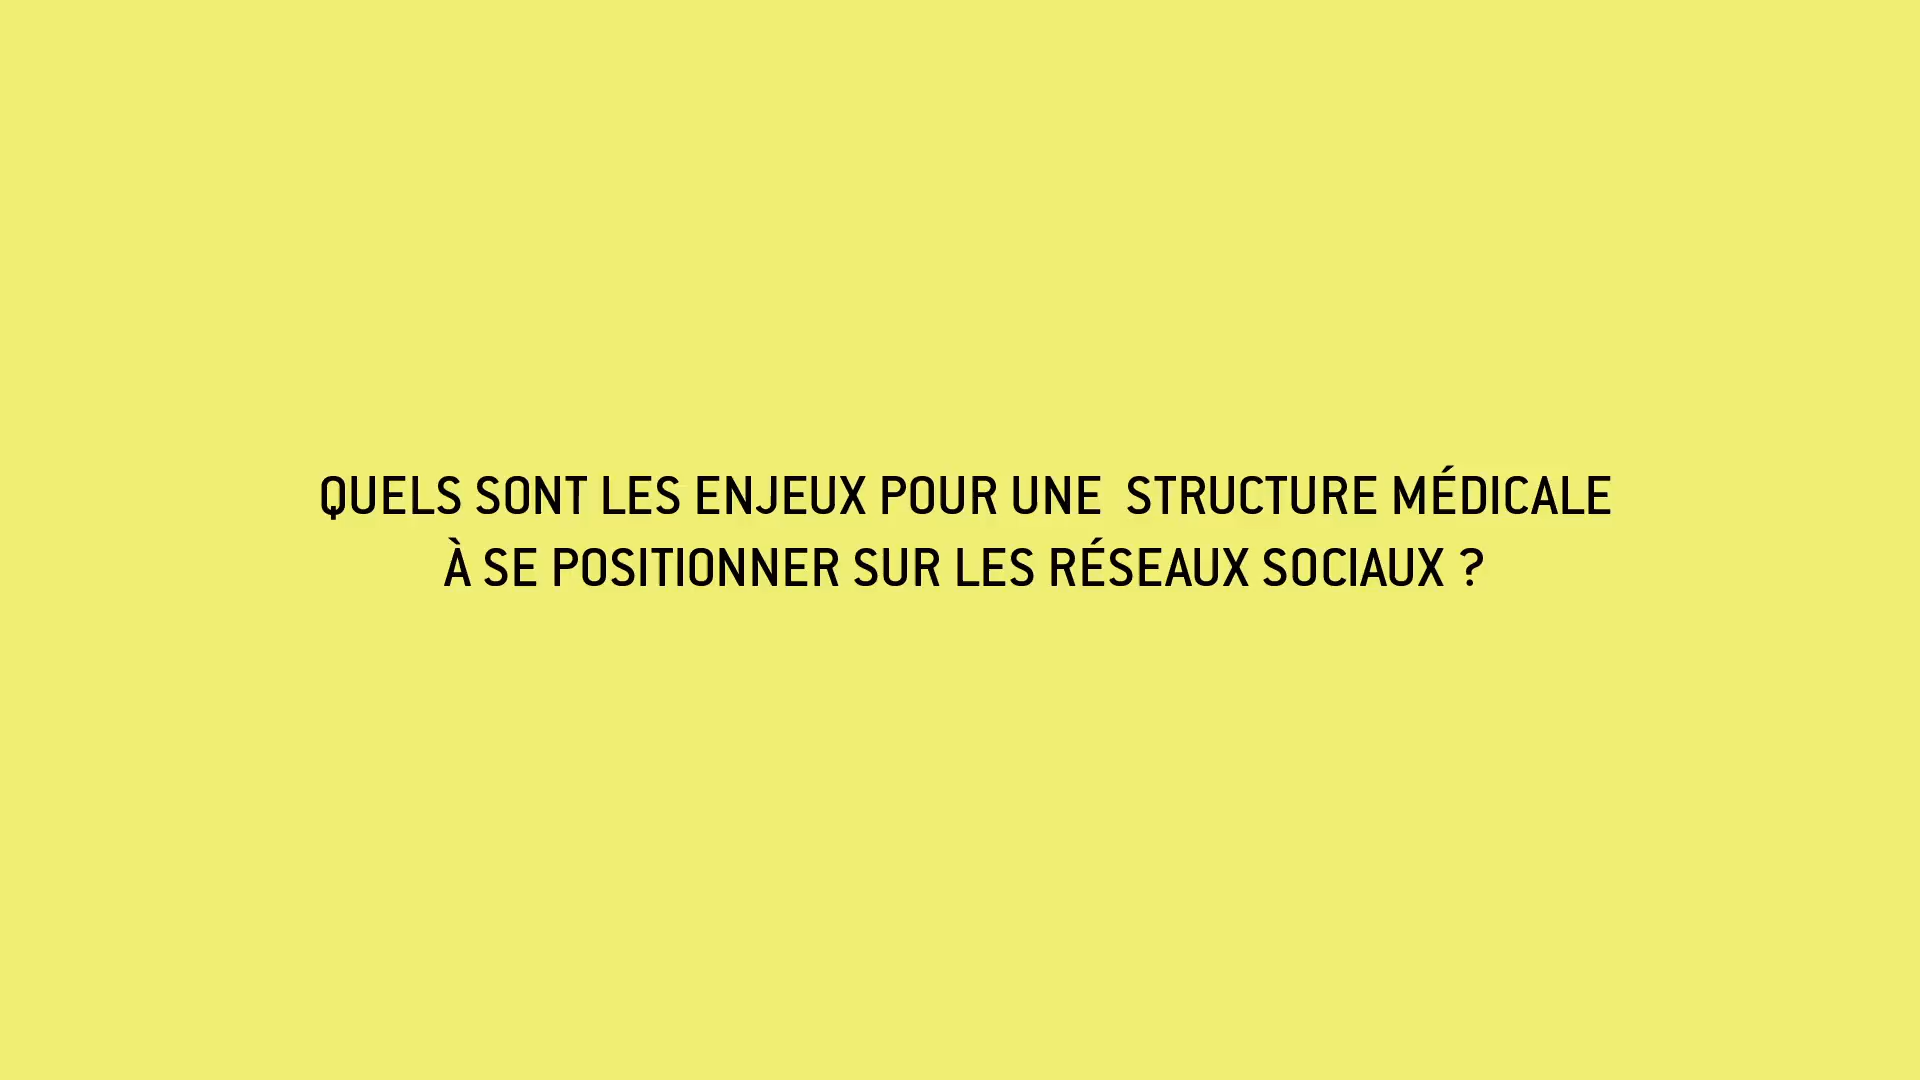 QUELS SONT LES ENJEUX POUR UNE  STRUCTURE MÉDICALE
À SE POSITIONNER SUR LES RÉSEAUX SOCIAUX ?